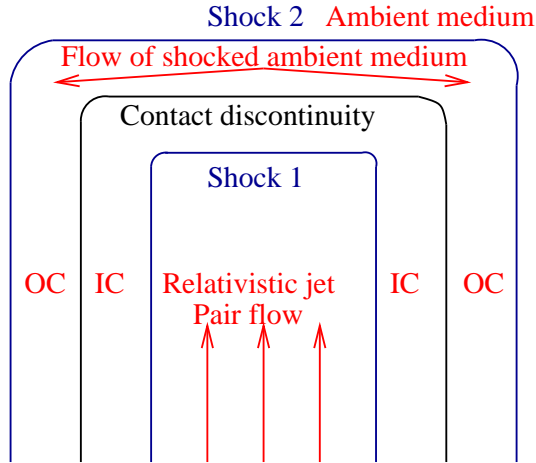 Shock 2 Ambient medium
Flow of shocked ambient medium
Contact discontinuity
Shock 1
OC IC Relativistic jet IC OC
Pair flow